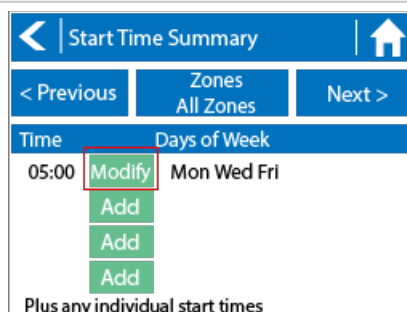 < Start Time Summary
< Previous Zones All Zones Next >
Time Days of Week
05:00 Modify Mon Wed Fri
Add
Add
Add
Plus any individual start times